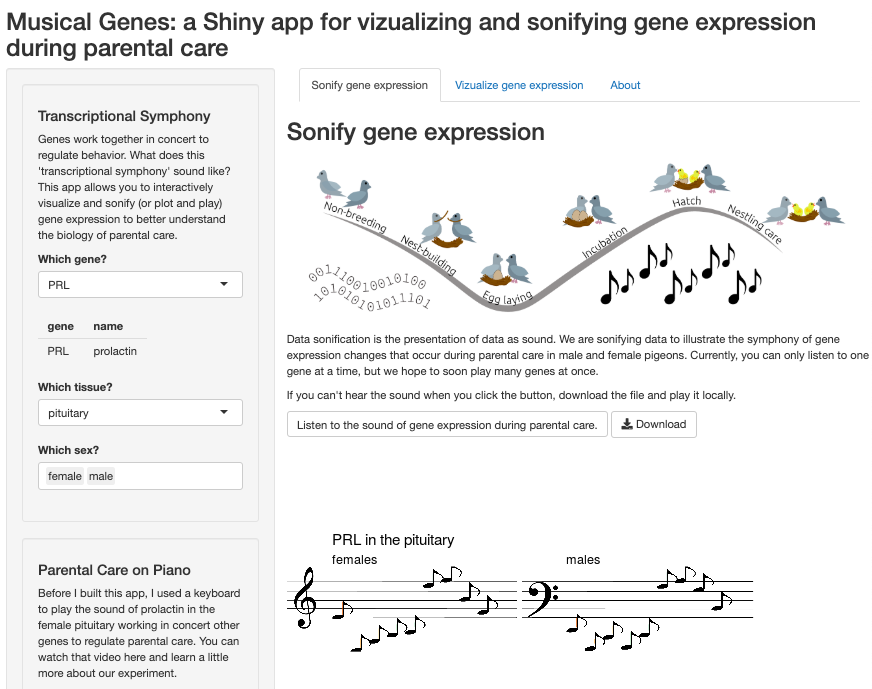 Musical Genes: a Shiny app for vizualizing and sonifying gene expression
during parental care
Transcriptional Symphony
Genes work together in concert to
regulate behavior. What does this
'transcriptional symphony' sound like?
This app allows you to interactively
visualize and sonify (or plot and play)
gene expression to better understand
the biology of parental care.
Which gene?
PRL
gene name
PRL prolactin
Which tissue?
pituitary
Which sex?
female male
Parental Care on Piano
Before I built this app, I used a keyboard
to play the sound of prolactin in the
female pituitary working in concert other
genes to regulate parental care. You can
watch that video here and learn a little
more about our experiment.
Sonify gene expression Vizualize gene expression About
Sonify gene expression
Non-breeding
Nest-building
Egg laying
Incubation
Hatch
Nestling care
001110010010100
10101010101011101
Data sonification is the presentation of data as sound. We are sonifying data to illustrate the symphony of gene
expression changes that occur during parental care in male and female pigeons. Currently, you can only listen to one
gene at a time, but we hope to soon play many genes at once.
If you can't hear the sound when you click the button, download the file and play it locally.
Listen to the sound of gene expression during parental care. Download
PRL in the pituitary
females males